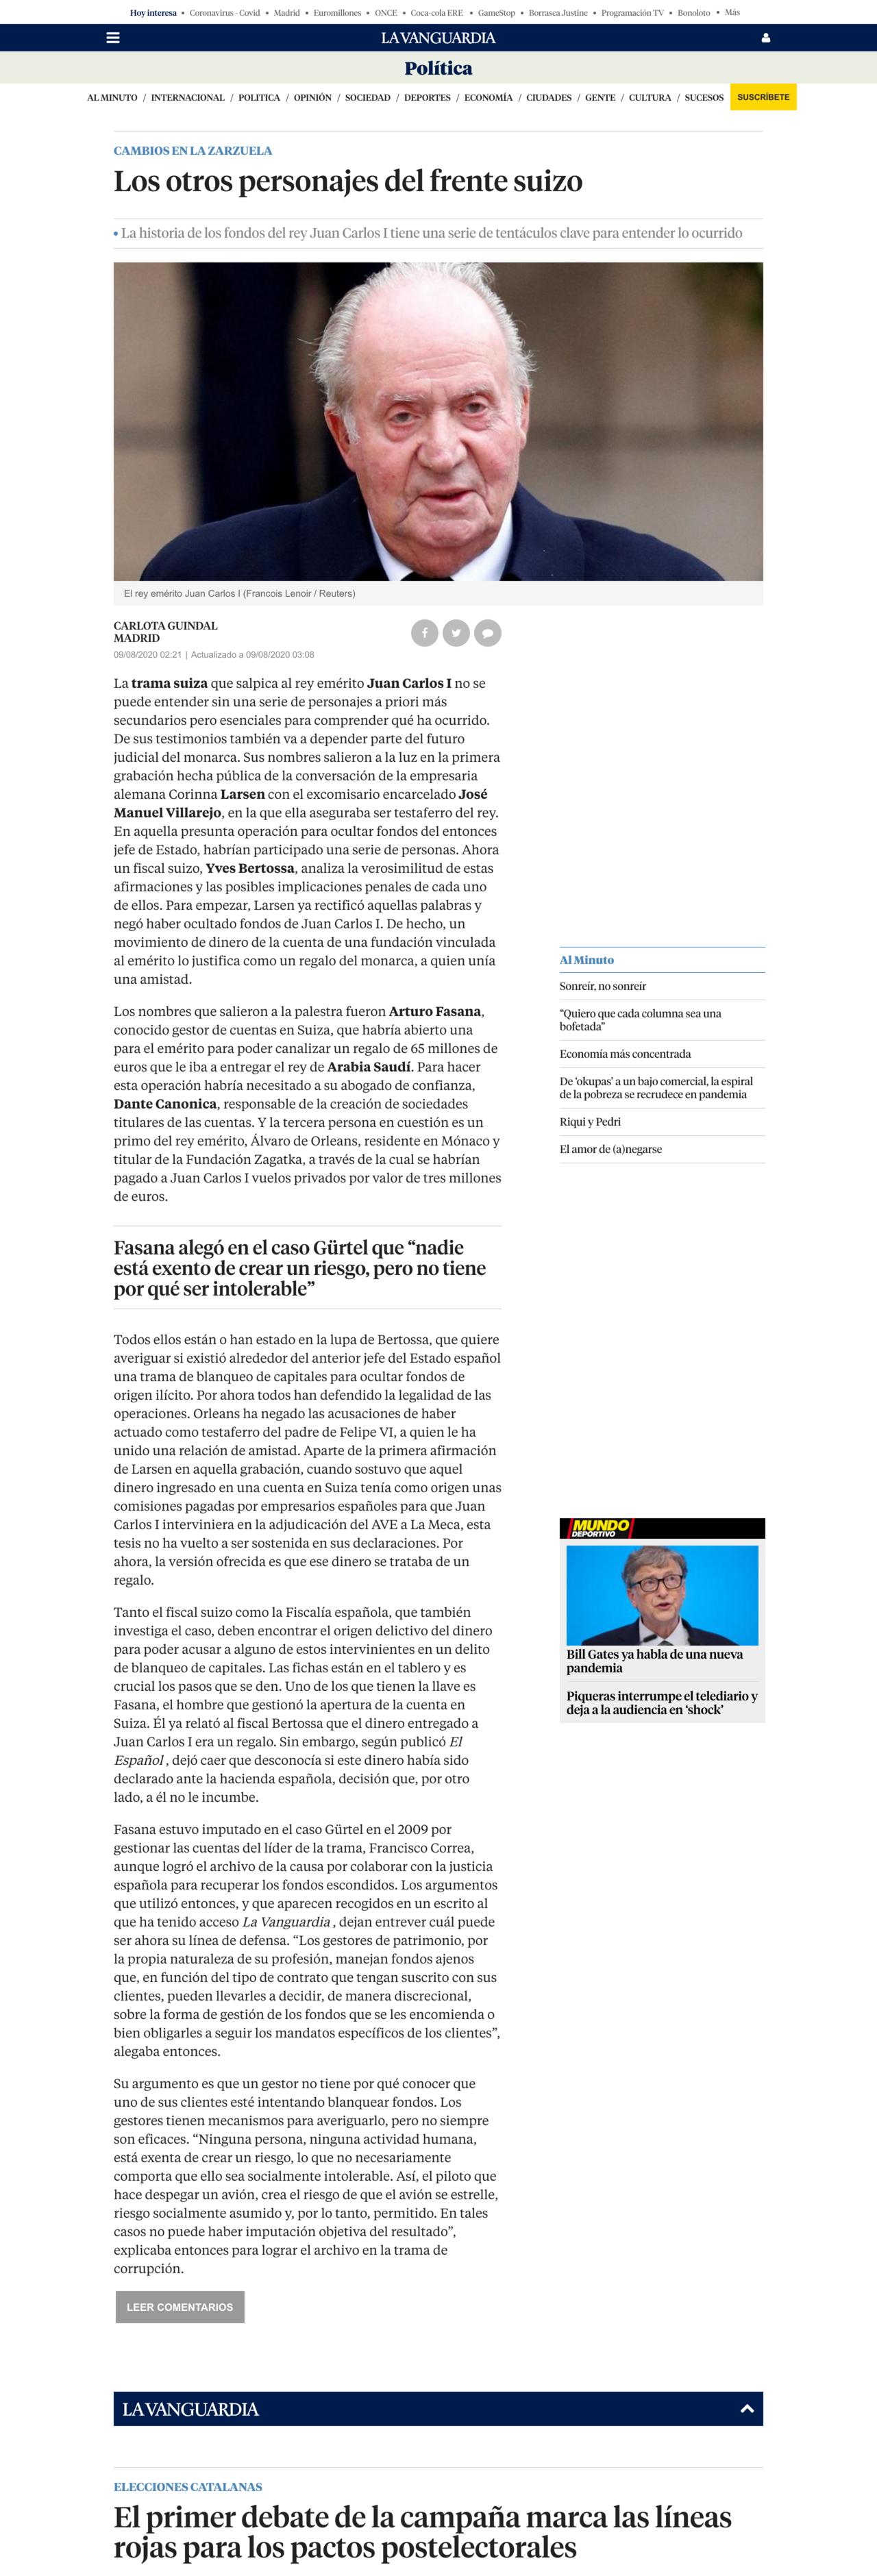 Hoy interesa • Coronavirus - Covid • Madrid • Euromillones • ONCE • Coca-cola ERE • GameStop • Borrasca Justine • Programación TV • Bonoloto • Más
LA VANGUARDIA
Política
AL MINUTO / INTERNACIONAL / POLITICA / OPINIÓN / SOCIEDAD / DEPORTES / ECONOMÍA / CIUDADES / GENTE / CULTURA / SUCESOS SUSCRÍBETE
CAMBIOS EN LA ZARZUELA
Los otros personajes del frente suizo
• La historia de los fondos del rey Juan Carlos I tiene una serie de tentáculos clave para entender lo ocurrido
El rey emérito Juan Carlos I (Francois Lenoir / Reuters)
CARLOTA GUINDAL
MADRID
09/08/2020 02:21 | Actualizado a 09/08/2020 03:08
La trama suiza que salpica al rey emérito Juan Carlos I no se
puede entender sin una serie de personajes a priori más
secundarios pero esenciales para comprender qué ha ocurrido.
De sus testimonios también va a depender parte del futuro
judicial del monarca. Sus nombres salieron a la luz en la primera
grabación hecha pública de la conversación de la empresaria
alemana Corinna Larsen con el excomisario encarcelado José
Manuel Villarejo, en la que ella aseguraba ser testaferro del rey.
En aquella presunta operación para ocultar fondos del entonces
jefe de Estado, habrían participado una serie de personas. Ahora
un fiscal suizo, Yves Bertossa, analiza la verosimilitud de estas
afirmaciones y las posibles implicaciones penales de cada uno
de ellos. Para empezar, Larsen ya rectificó aquellas palabras y
negó haber ocultado fondos de Juan Carlos I. De hecho, un
movimiento de dinero de la cuenta de una fundación vinculada
al emérito lo justifica como un regalo del monarca, a quien unía
una amistad.
Los nombres que salieron a la palestra fueron Arturo Fasana,
conocido gestor de cuentas en Suiza, que habría abierto una
para el emérito para poder canalizar un regalo de 65 millones de
euros que le iba a entregar el rey de Arabia Saudí. Para hacer
esta operación habría necesitado a su abogado de confianza,
Dante Canonica, responsable de la creación de sociedades
titulares de las cuentas. Y la tercera persona en cuestión es un
primo del rey emérito, Álvaro de Orleans, residente en Mónaco y
titular de la Fundación Zagatka, a través de la cual se habrían
pagado a Juan Carlos I vuelos privados por valor de tres millones
de euros.
Fasana alegó en el caso Gürtel que “nadie
está exento de crear un riesgo, pero no tiene
por qué ser intolerable”
Todos ellos están o han estado en la lupa de Bertossa, que quiere
averiguar si existió alrededor del anterior jefe del Estado español
una trama de blanqueo de capitales para ocultar fondos de
origen ilícito. Por ahora todos han defendido la legalidad de las
operaciones. Orleans ha negado las acusaciones de haber
actuado como testaferro del padre de Felipe VI, a quien le ha
unido una relación de amistad. Aparte de la primera afirmación
de Larsen en aquella grabación, cuando sostuvo que aquel
dinero ingresado en una cuenta en Suiza tenía como origen unas
comisiones pagadas por empresarios españoles para que Juan
Carlos I interviniera en la adjudicación del AVE a La Meca, esta
tesis no ha vuelto a ser sostenida en sus declaraciones. Por
ahora, la versión ofrecida es que ese dinero se trataba de un
regalo.
Tanto el fiscal suizo como la Fiscalía española, que también
investiga el caso, deben encontrar el origen delictivo del dinero
para poder acusar a alguno de estos intervinientes en un delito
de blanqueo de capitales. Las fichas están en el tablero y es
crucial los pasos que se den. Uno de los que tienen la llave es
Fasana, el hombre que gestionó la apertura de la cuenta en
Suiza. Él ya relató al fiscal Bertossa que el dinero entregado a
Juan Carlos I era un regalo. Sin embargo, según publicó El
Español , dejó caer que desconocía si este dinero había sido
declarado ante la hacienda española, decisión que, por otro
lado, a él no le incumbe.
Fasana estuvo imputado en el caso Gürtel en el 2009 por
gestionar las cuentas del líder de la trama, Francisco Correa,
aunque logró el archivo de la causa por colaborar con la justicia
española para recuperar los fondos escondidos. Los argumentos
que utilizó entonces, y que aparecen recogidos en un escrito al
que ha tenido acceso La Vanguardia , dejan entrever cuál puede
ser ahora su línea de defensa. “Los gestores de patrimonio, por
la propia naturaleza de su profesión, manejan fondos ajenos
que, en función del tipo de contrato que tengan suscrito con sus
clientes, pueden llevarles a decidir, de manera discrecional,
sobre la forma de gestión de los fondos que se les encomienda o
bien obligarles a seguir los mandatos específicos de los clientes”,
alegaba entonces.
Su argumento es que un gestor no tiene por qué conocer que
uno de sus clientes esté intentando blanquear fondos. Los
gestores tienen mecanismos para averiguarlo, pero no siempre
son eficaces. “Ninguna persona, ninguna actividad humana,
está exenta de crear un riesgo, lo que no necesariamente
comporta que ello sea socialmente intolerable. Así, el piloto que
hace despegar un avión, crea el riesgo de que el avión se estrelle,
riesgo socialmente asumido y, por lo tanto, permitido. En tales
casos no puede haber imputación objetiva del resultado”,
explicaba entonces para lograr el archivo en la trama de
corrupción.
LEER COMENTARIOS
Al Minuto
Sonreír, no sonreír
“Quiero que cada columna sea una
bofetada”
Economía más concentrada
De ‘okupas’ a un bajo comercial, la espiral
de la pobreza se recrudece en pandemia
Riqui y Pedri
El amor de (a)negarse
MUNDO
DEPORTIVO
Bill Gates ya habla de una nueva
pandemia
Piqueras interrumpe el telediario y
deja a la audiencia en ‘shock’
LA VANGUARDIA
ELECCIONES CATALANAS
El primer debate de la campaña marca las líneas
rojas para los pactos postelectorales